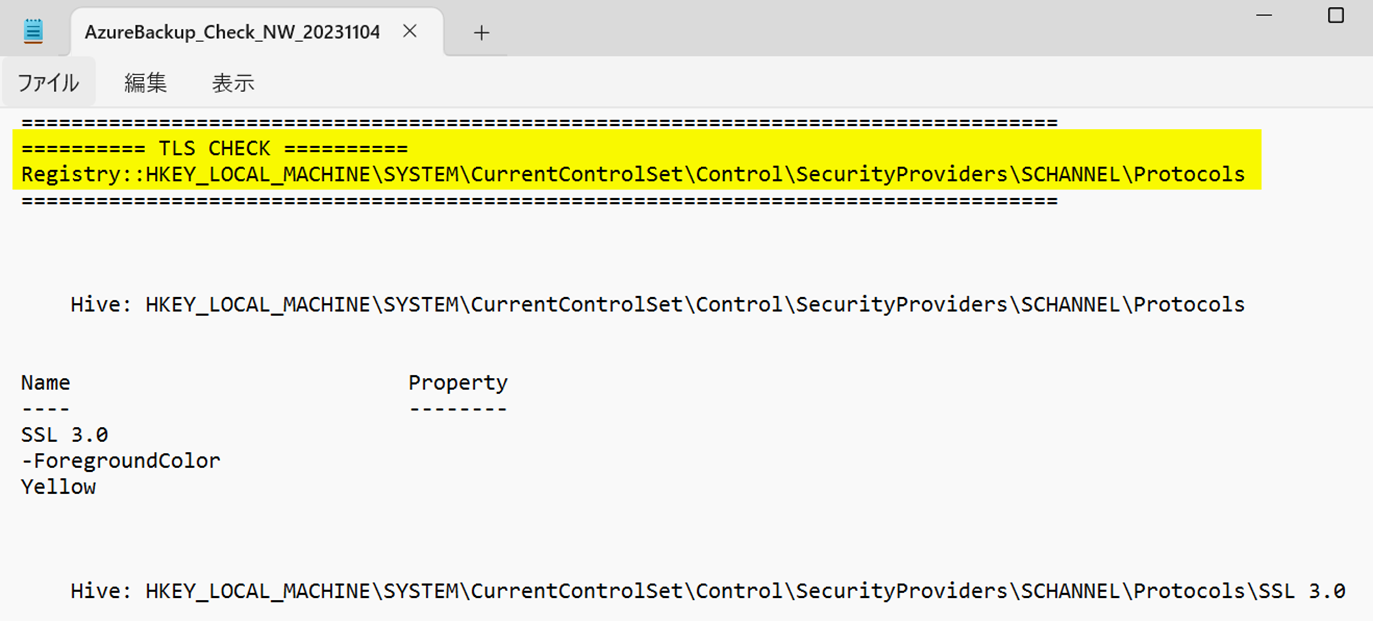 AzureBackup_Check_NW_20231104
ファイル 編集 表示
===================================================================================
========== TLS CHECK ==========
Registry::HKEY_LOCAL_MACHINE\SYSTEM\CurrentControlSet\Control\SecurityProviders\SCHANNEL\Protocols
===================================================================================
Hive: HKEY_LOCAL_MACHINE\SYSTEM\CurrentControlSet\Control\SecurityProviders\SCHANNEL\Protocols
Name Property
---- --------
SSL 3.0
-ForegroundColor
Yellow
Hive: HKEY_LOCAL_MACHINE\SYSTEM\CurrentControlSet\Control\SecurityProviders\SCHANNEL\Protocols\SSL 3.0